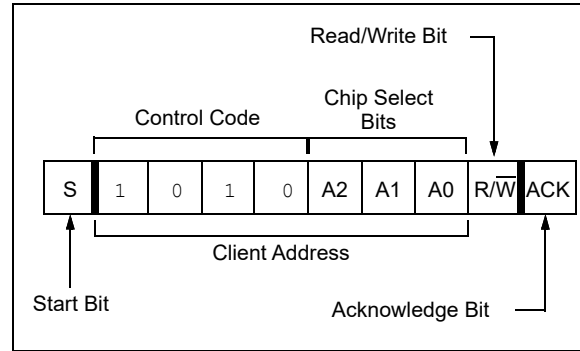 Read/Write Bit
Chip Select
Control Code Bits
S 1 0 1 0 A2 A1 A0 R/W̅ ACK
Client Address
Start Bit
Acknowledge Bit